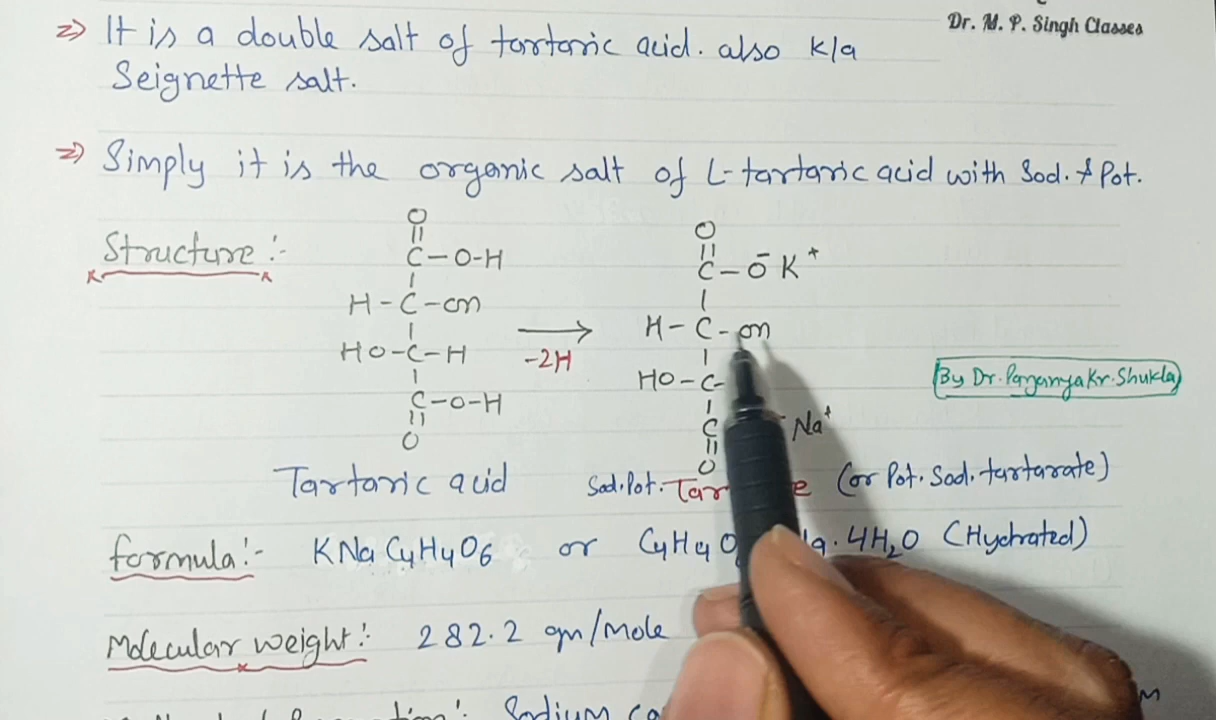 Dr. M. P. Singh Classes
=> It is a double salt of tartaric acid. also K/a
Seignette salt.
=> Simply it is the organic salt of L-tartaric acid with Sod. & Pot.
Structure :-
O
||
C-O-H
|
H-C-OH
|
HO-C-H
|
C-O-H
||
O
-2H
O
||
C-O⁻ K⁺
|
H-C-OH
|
HO-C-
|
C
||
O
Na⁺
By Dr. Kr. Shukla
Tartaric acid
Sod. Pot. Tar e (or Pot. Sod. tartarate)
formula :- KNaC4H4O6 or C4H4O .4H2O (Hydrated)
Molecular weight : 282.2 gm/mole
Sodium